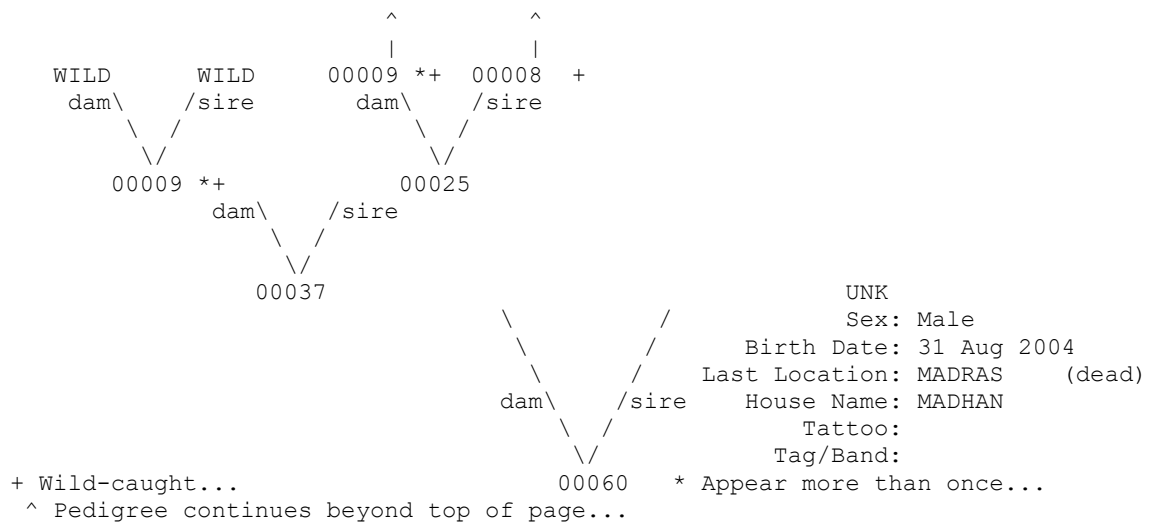 ^ ^
| |
WILD WILD 00009 *+ 00008 +
dam\ /sire dam\ /sire
\ / \ /
\/ \/
00009 *+ 00025
dam\ /sire
\ /
\/
00037 UNK
\ / Sex: Male
\ / Birth Date: 31 Aug 2004
\ / Last Location: MADRAS (dead)
dam\ /sire House Name: MADHAN
\ / Tattoo:
\/ Tag/Band:
+ Wild-caught... 00060 * Appear more than once...
^ Pedigree continues beyond top of page...